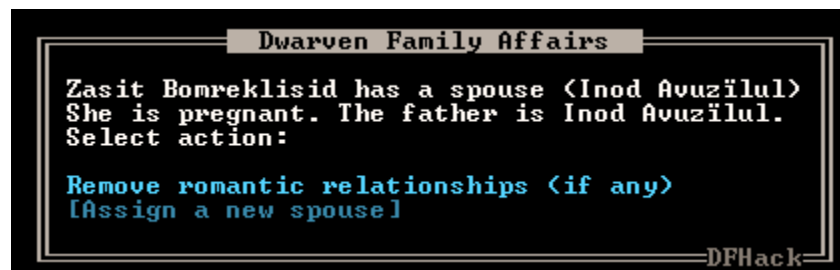 Dwarven Family Affairs
Zasit Bomreklisid has a spouse (Inod Avuzïlul)
She is pregnant. The father is Inod Avuzïlul.
Select action:
Remove romantic relationships (if any)
[Assign a new spouse]
DFHack